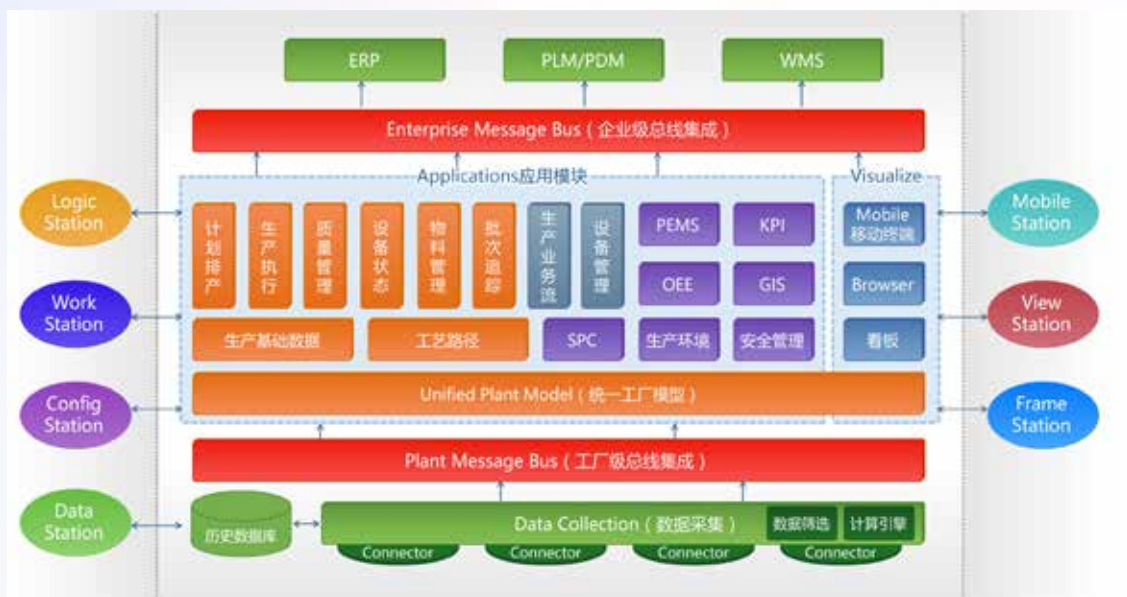 ERP
PLM/PDM
WMS
Enterprise Message Bus（企业级总线集成）
Applications应用模块
Visualize
Logic
Station
Work
Station
Config
Station
Data
Station
计划排产
生产执行
质量管理
设备状态
物料管理
批次追踪
生产业务流
设备管理
PEMS
KPI
OEE
GIS
生产基础数据
工艺路径
SPC
生产环境
安全管理
Mobile
移动终端
Browser
看板
Unified Plant Model（统一工厂模型）
Mobile
Station
View
Station
Frame
Station
Plant Message Bus（工厂级总线集成）
历史数据库
Data Collection（数据采集）
数据筛选
计算引擎
Connector
Connector
Connector
Connector